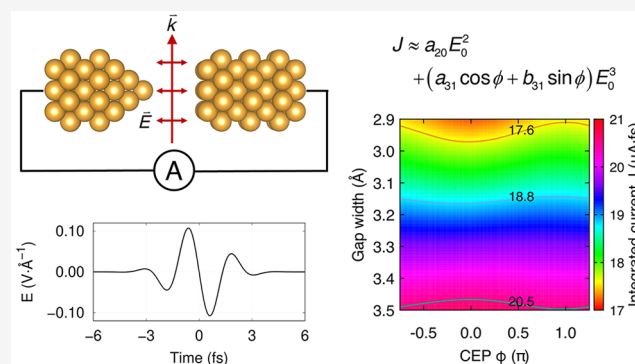 k⃗
E⃗
A
J ≈ a₂₀E₀²
+(a₃₁ cos ϕ + b₃₁ sin ϕ)E₀³
E (V·Å⁻¹)
0.10
0.00
−0.10
−6 −3 0 3 6
Time (fs)
Gap width (Å)
2.9
3.0
3.1
3.2
3.3
3.4
3.5
17.6
18.8
20.5
-0.5 0.0 0.5 1.0
CEP ϕ (π)
21
20
19
18
17
Integrated current, J (μA·fs)